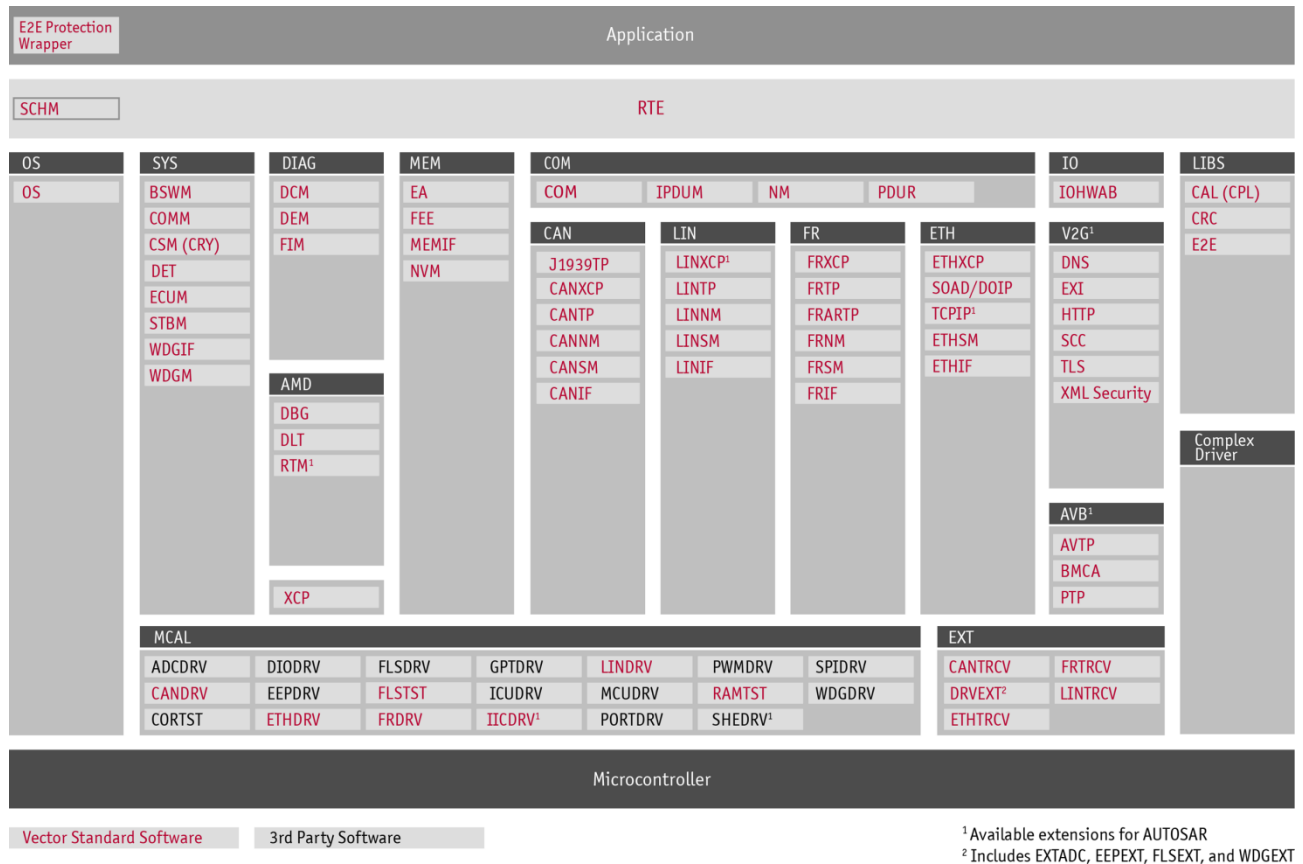 E2E Protection
Wrapper
Application
SCHM
RTE
OS
OS
SYS
BSWM
COMM
CSM (CRY)
DET
ECUM
STBM
WDGIF
WDGM
DIAG
DCM
DEM
FIM
AMD
DBG
DLT
RTM¹
XCP
MEM
EA
FEE
MEMIF
NVM
COM
COM IPDUM NM PDUR
CAN
J1939TP
CANXCP
CANTP
CANNM
CANSM
CANIF
LIN
LINXCP¹
LINTP
LINNM
LINSM
LINIF
FR
FRXCP
FRTP
FRARTP
FRNM
FRSM
FRIF
ETH
ETHXCP
SOAD/DOIP
TCPIP¹
ETHSM
ETHIF
IO
IOHWAB
V2G¹
DNS
EXI
HTTP
SCC
TLS
XML Security
AVB¹
AVTP
BMCA
PTP
LIBS
CAL (CPL)
CRC
E2E
Complex
Driver
MCAL
ADCDRV DIODRV FLSDRV GPTDRV LINDRV PWMDRV SPIDRV
CANDRV EEPDRV FLSTST ICUDRV MCUDRV RAMTST WDGDRV
CORTST ETHDRV FRDRV IICDRV¹ PORTDRV SHEDRV¹
EXT
CANTRCV FRTRCV
DRVEXT² LINTRCV
ETHTRCV
Microcontroller
Vector Standard Software
3rd Party Software
¹ Available extensions for AUTOSAR
² Includes EXTADC, EEPEXT, FLSEXT, and WDGEXT